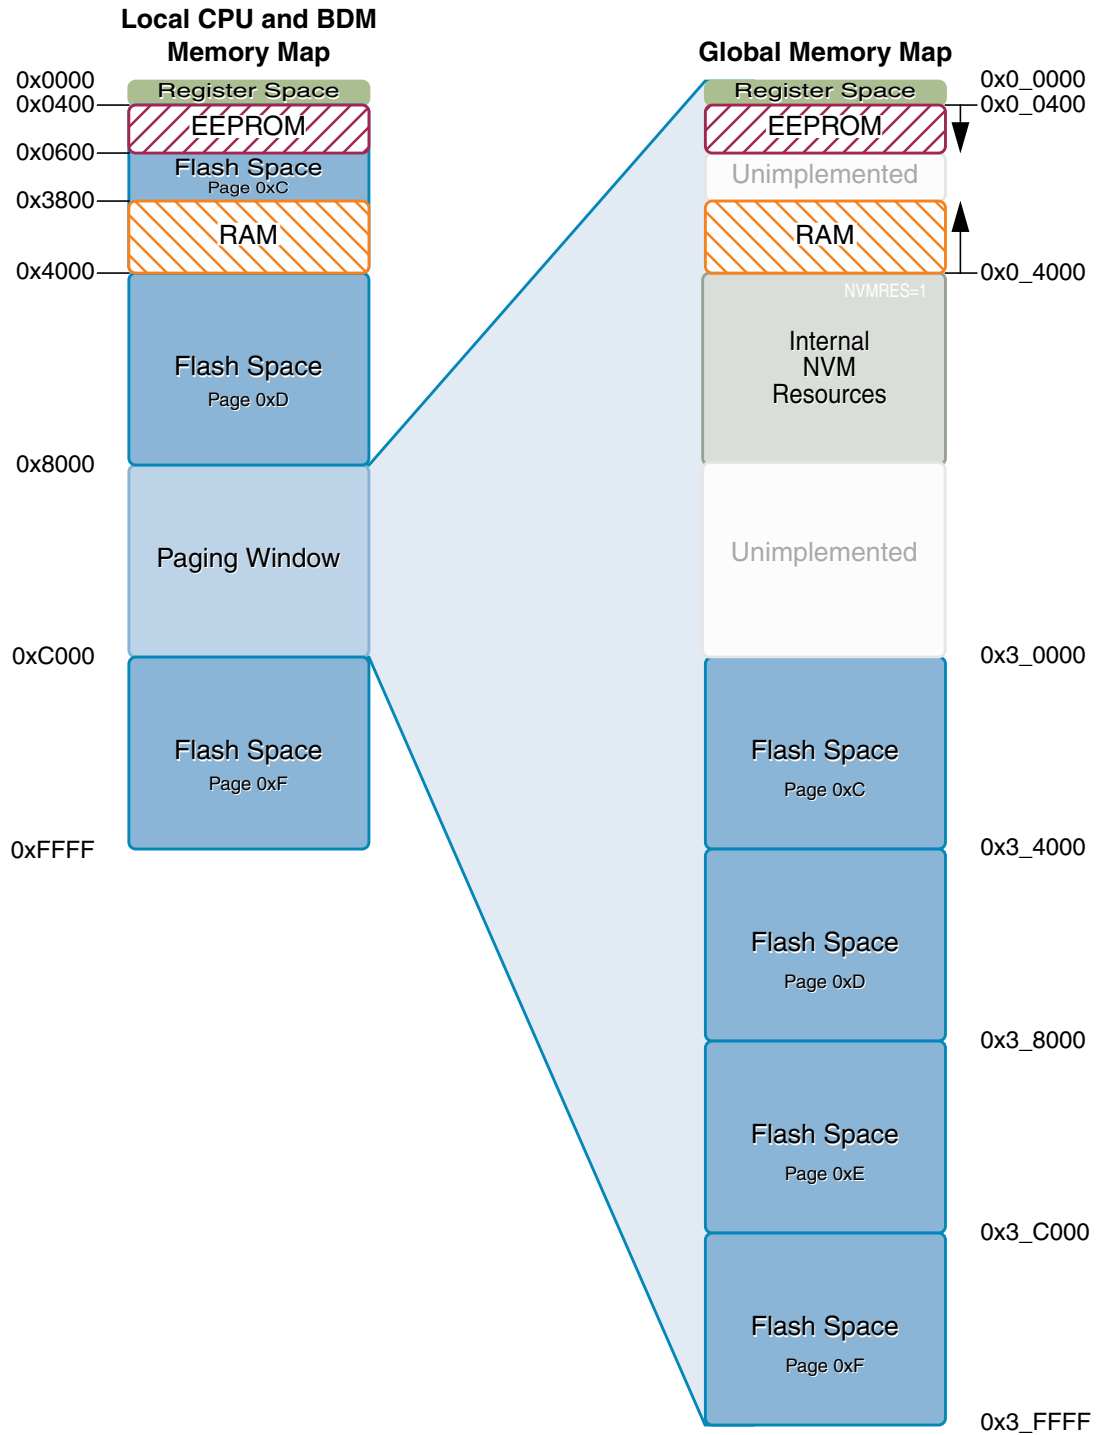 Local CPU and BDM
Memory Map
0x0000
Register Space
0x0400
EEPROM
0x0600
Flash Space
Page 0xC
0x3800
RAM
0x4000
Flash Space
Page 0xD
0x8000
Paging Window
0xC000
Flash Space
Page 0xF
0xFFFF
Global Memory Map
0x0_0000
Register Space
0x0_0400
EEPROM
Unimplemented
RAM
0x0_4000
NVMRES=1
Internal
NVM
Resources
Unimplemented
0x3_0000
Flash Space
Page 0xC
0x3_4000
Flash Space
Page 0xD
0x3_8000
Flash Space
Page 0xE
0x3_C000
Flash Space
Page 0xF
0x3_FFFF